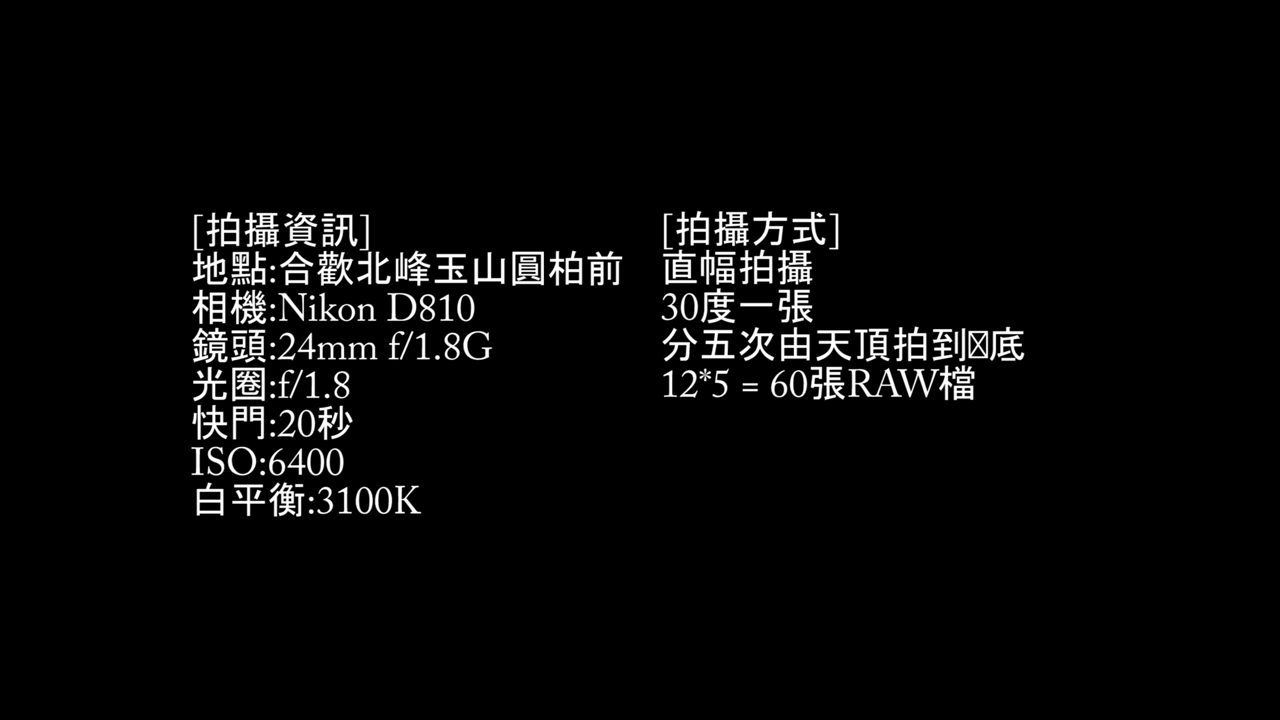 [拍攝資訊]
地點:合歡北峰玉山圓柏前
相機:Nikon D810
鏡頭:24mm f/1.8G
光圈:f/1.8
快門:20秒
ISO:6400
白平衡:3100K
[拍攝方式]
直幅拍攝
30度一張
分五次由天頂拍到底
12*5 = 60張RAW檔